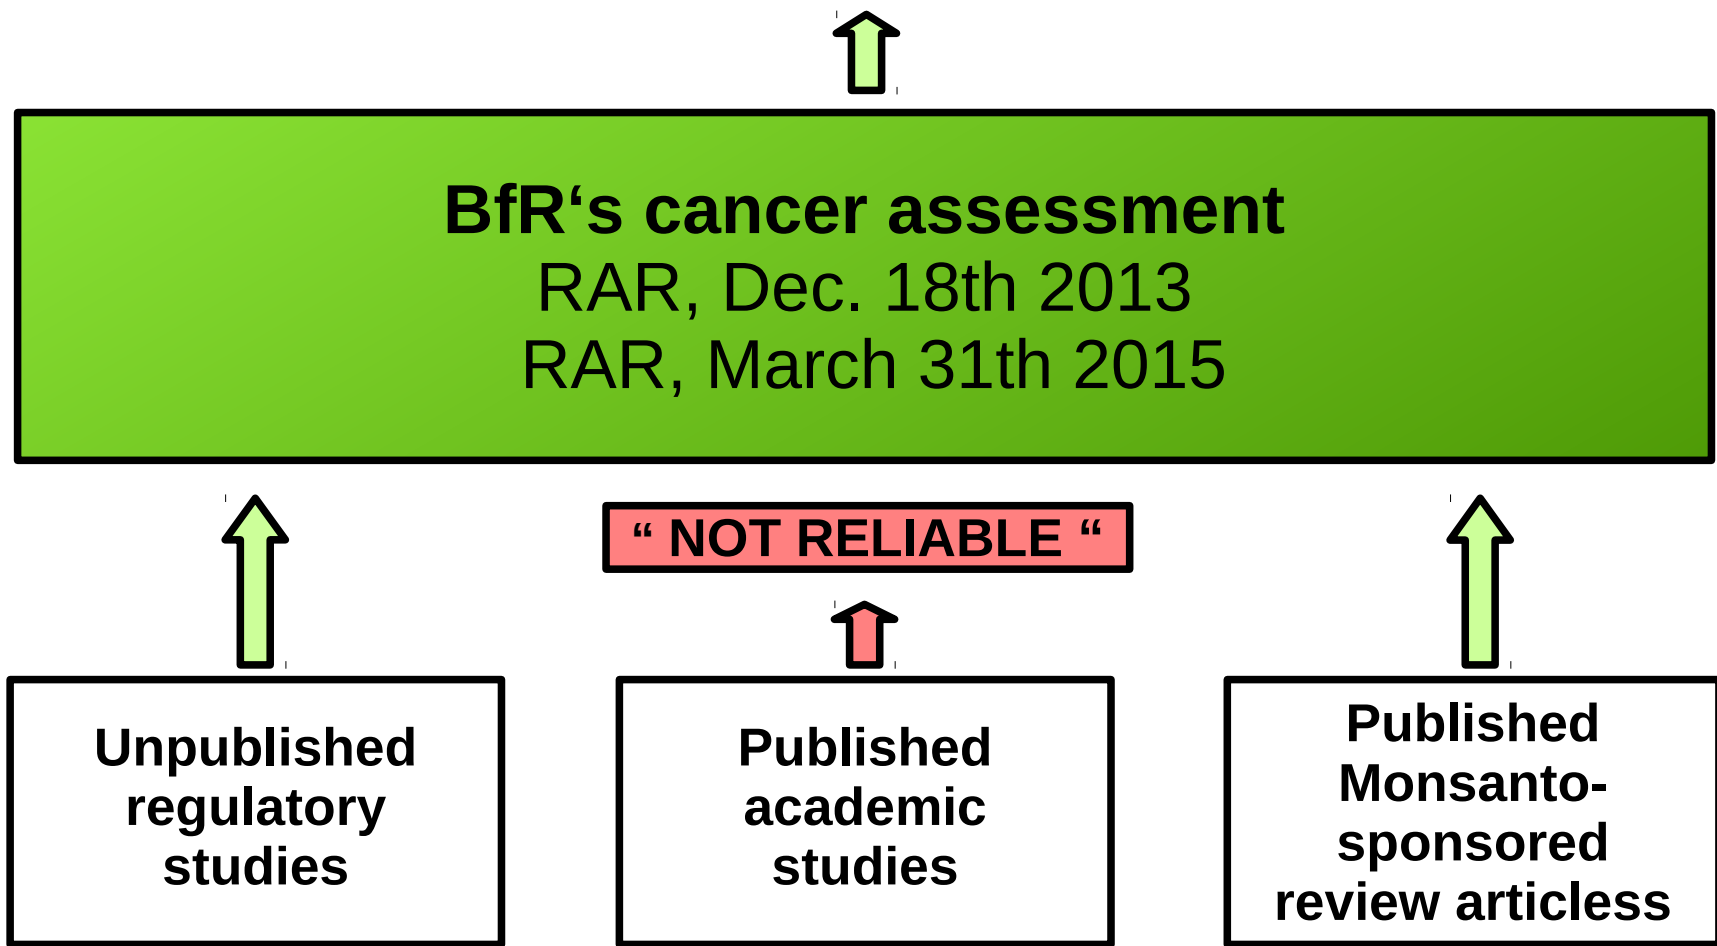 BfR‘s cancer assessment
RAR, Dec. 18th 2013
RAR, March 31th 2015
“ NOT RELIABLE “
Unpublished
regulatory
studies
Published
academic
studies
Published
Monsanto-
sponsored
review articless